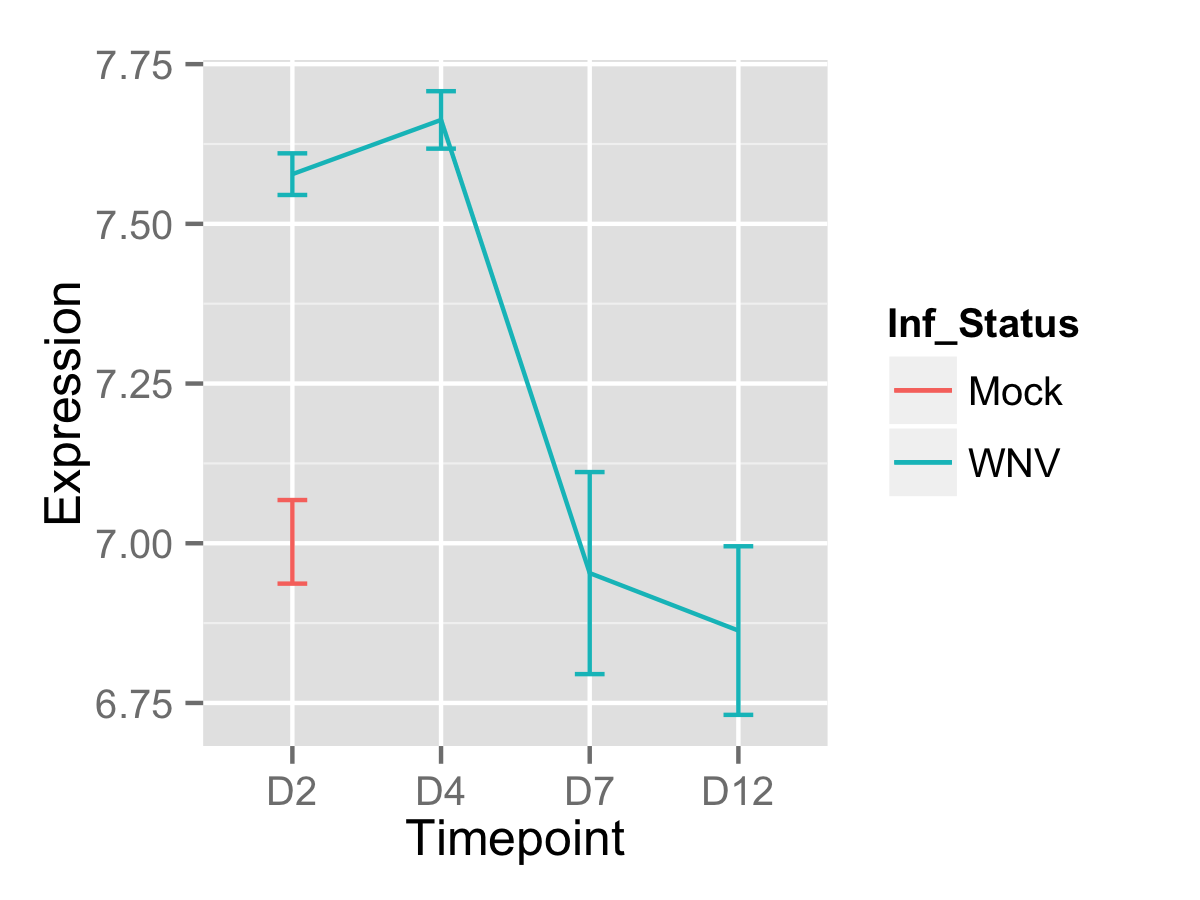 7.75
7.50
7.25
7.00
6.75
Expression
D2 D4 D7 D12
Timepoint
Inf_Status
Mock
WNV